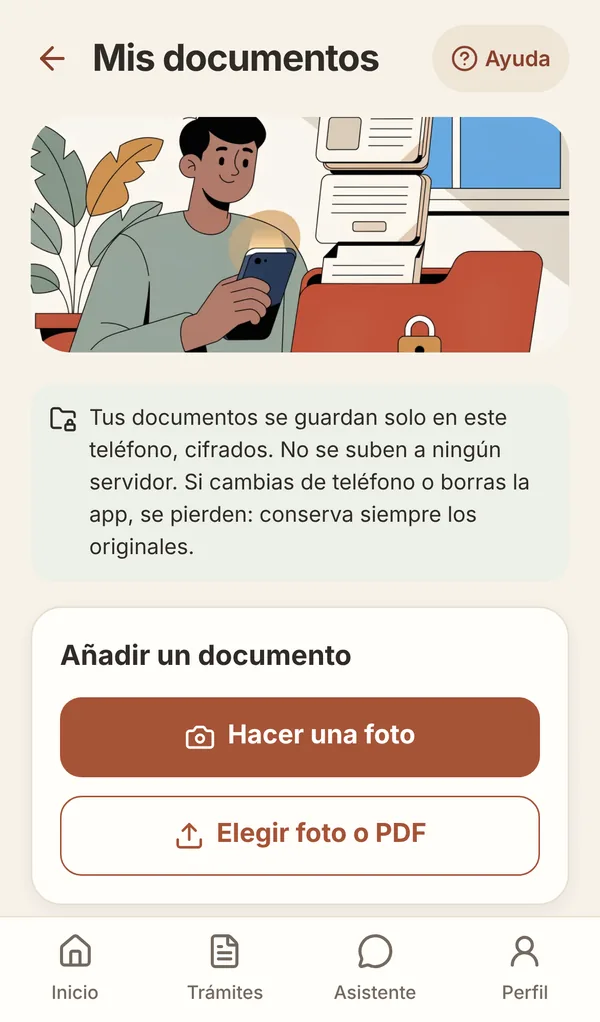 Mis documentos
Ayuda
Tus documentos se guardan solo en este
teléfono, cifrados. No se suben a ningún
servidor. Si cambias de teléfono o borras la
app, se pierden: conserva siempre los
originales.
Añadir un documento
Hacer una foto
Elegir foto o PDF
Inicio
Trámites
Asistente
Perfil